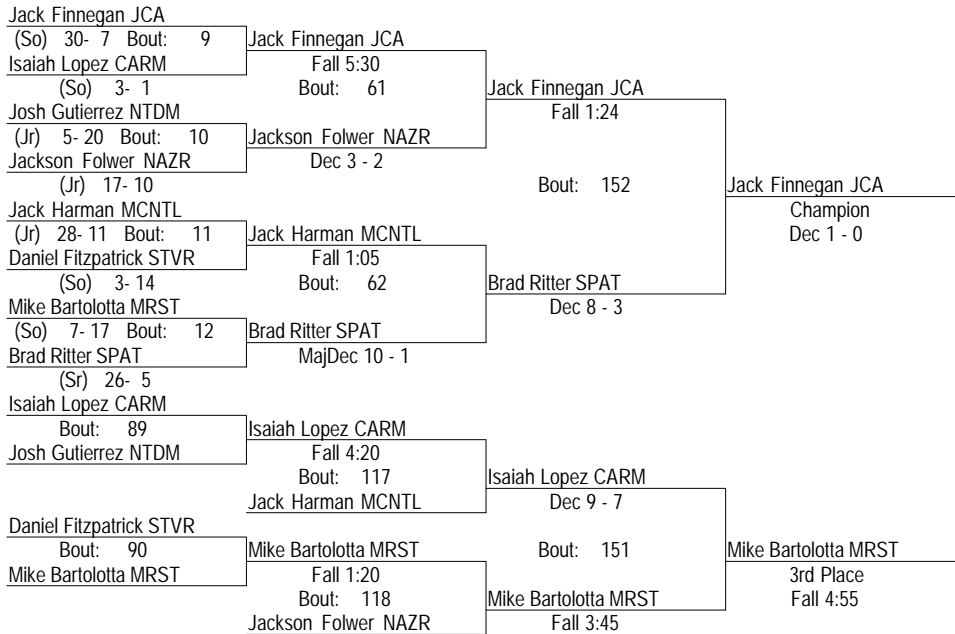 Jack Finnegan JCA
(So) 30- 7 Bout: 9
Jack Finnegan JCA
Isaiah Lopez CARM
Fall 5:30
(So) 3- 1
Bout: 61
Jack Finnegan JCA
Josh Gutierrez NTDM
Fall 1:24
(Jr) 5- 20 Bout: 10
Jackson Folwer NAZR
Jackson Folwer NAZR
Dec 3 - 2
(Jr) 17- 10
Bout: 152
Jack Finnegan JCA
Jack Harman MCNTL
Champion
(Jr) 28- 11 Bout: 11
Jack Harman MCNTL
Dec 1 - 0
Daniel Fitzpatrick STVR
Fall 1:05
(So) 3- 14
Bout: 62
Brad Ritter SPAT
Mike Bartolotta MRST
Dec 8 - 3
(So) 7- 17 Bout: 12
Brad Ritter SPAT
Brad Ritter SPAT
MajDec 10 - 1
(Sr) 26- 5
Isaiah Lopez CARM
Bout: 89
Isaiah Lopez CARM
Josh Gutierrez NTDM
Fall 4:20
Bout: 117
Isaiah Lopez CARM
Jack Harman MCNTL
Dec 9 - 7
Daniel Fitzpatrick STVR
Bout: 90
Mike Bartolotta MRST
Bout: 151
Mike Bartolotta MRST
Mike Bartolotta MRST
Fall 1:20
3rd Place
Bout: 118
Mike Bartolotta MRST
Fall 4:55
Jackson Folwer NAZR
Fall 3:45